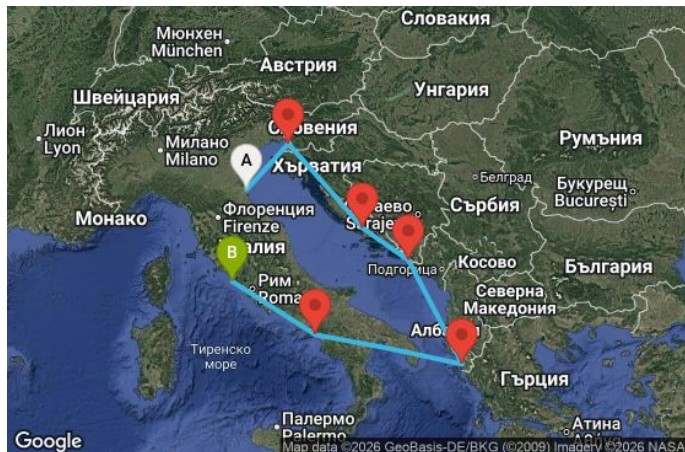 Словакия
Мюнхен
München
Австрия
Унгария
Швейцария
Словения
Лион
Lyon
Милано
Milano
Румъния
A
Хърватия
Белград
Букурещ
București
Монако
Флоренция
Firenze
Сърбия
B
Рим
Roma
Подгорица
Косово
България
Северна
Македония
Тиренско
море
Гърция
Палермо
Palermo
Атина
Google
Map data ©2026 GeoBasis-DE/BKG (©2009) Imagery ©2026 NASA